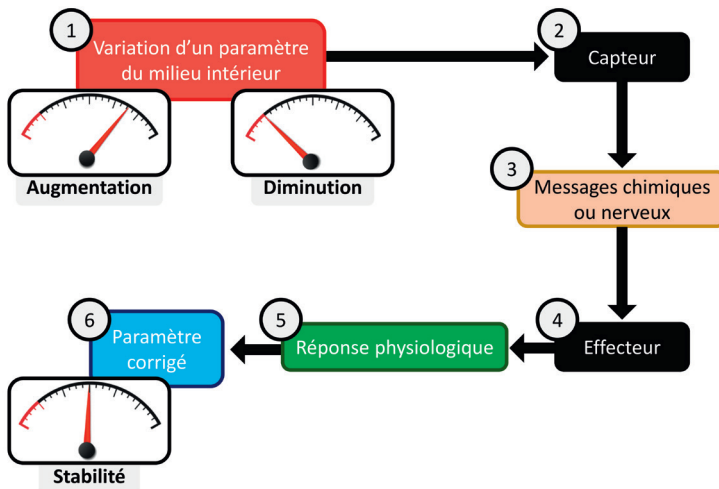 1
Variation d'un paramètre
du milieu intérieur
Augmentation
Diminution
2
Capteur
3
Messages chimiques
ou nerveux
4
Effecteur
5
Réponse physiologique
6
Paramètre
corrigé
Stabilité